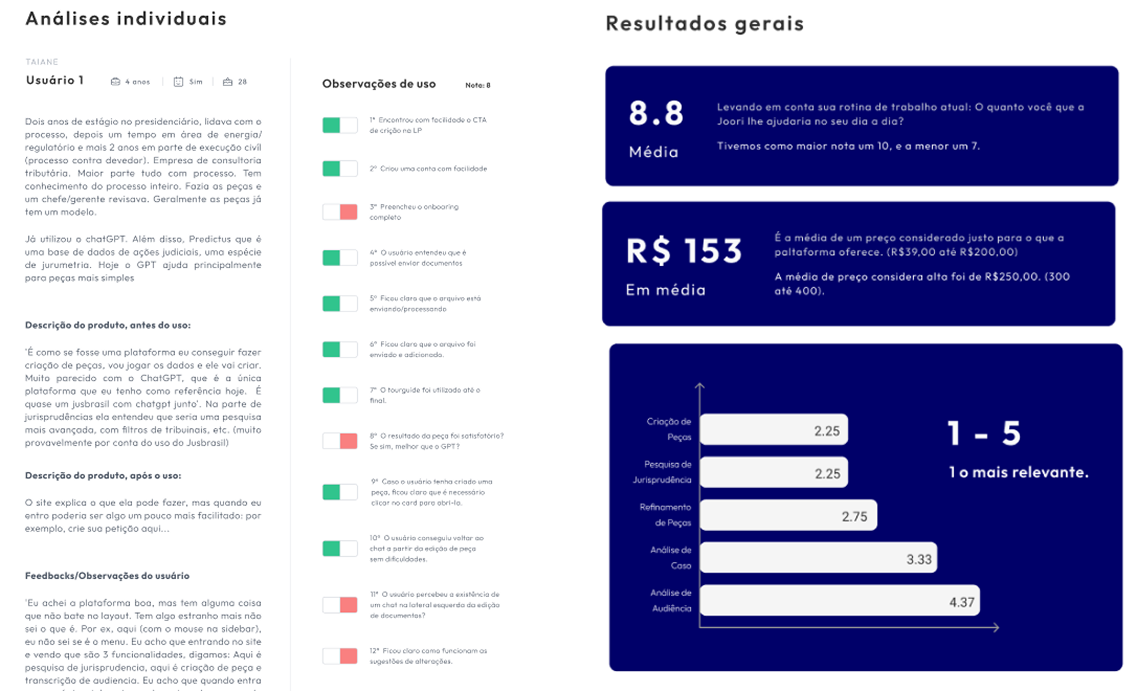 Análises individuais
TAIANE
Usuário 1
4 anos
Sim
28
Dois anos de estágio no presidenciário, lidava com o
processo, depois um tempo em área de energia/
regulatório e mais 2 anos em parte de execução civil
(processo contra devedor). Empresa de consultoria
tributária. Maior parte tudo com processo. Tem
conhecimento do processo inteiro. Fazia as peças e
um chefe/gerente revisava. Geralmente as peças já
tem um modelo.
Já utilizou o chatGPT. Além disso, Predictus que é
uma base de dados de ações judiciais, uma espécie
de jurumetria. Hoje o GPT ajuda principalmente
para peças mais simples
Descrição do produto, antes do uso:
'É como se fosse uma plataforma eu conseguir fazer
criação de peças, vou jogar os dados e ele vai criar.
Muito parecido com o ChatGPT, que é a única
plataforma que eu tenho como referência hoje. É
quase um jusbrasil com chatgpt junto'. Na parte de
jurisprudências ela entendeu que seria uma pesquisa
mais avançada, com filtros de tribuinais, etc. (muito
provavelmente por conta do uso do Jusbrasil)
Descrição do produto, após o uso:
O site explica o que ela pode fazer, mas quando eu
entro poderia ser algo um pouco mais facilitado: por
exemplo, crie sua petição aqui...
Feedbacks/Observações do usuário
'Eu achei a plataforma boa, mas tem alguma coisa
que não bate no layout. Tem algo estranho mais não
sei o que é. Por ex, aqui (com o mouse na sidebar),
eu não sei se é o menu. Eu acho que entrando no site
e vendo que são 3 funcionalidades, digamos: Aqui é
pesquisa de jurisprudencia, aqui é criação de peça e
transcrição de audiencia. Eu acho que quando entra
Observações de uso
Nota: 8
1° Encontrou com facilidade o CTA
de crição na LP
2° Criou uma conta com facilidade
3° Preencheu o onboaring
completo
4° O usuário entendeu que é
possível enviar documentos
5° Ficou claro que o arquivo está
enviando/processando
6° Ficou claro que o arquivo foi
enviado e adicionado.
7° O tourguide foi utilizado até o
final.
8° O resultado da peça foi satisfatório?
Se sim, melhor que o GPT?
9° Caso o usuário tenha criado uma
peça, ficou claro que é necessário
clicar no card para abri-la.
10° O usuário conseguiu voltar ao
chat a partir da edição de peça
sem dificuldades.
11° O usuário percebeu a existência de
um chat na lateral esquerda da edição
de documentos?
12° Ficou claro como funcionam as
sugestões de alterações.
Resultados gerais
8.8
Média
Levando em conta sua rotina de trabalho atual: O quanto você que a
Joori lhe ajudaria no seu dia a dia?
Tivemos como maior nota um 10, e a menor um 7.
R$ 153
Em média
É a média de um preço considerado justo para o que a
paltaforma oferece. (R$39,00 até R$200,00)
A média de preço considera alta foi de R$250,00. (300
até 400).
Criação de
Peças
2.25
Pesquisa de
Jurisprudência
2.25
Refinamento
de Peças
2.75
Análise de
Caso
3.33
Análise de
Audiência
4.37
1 - 5
1 o mais relevante.